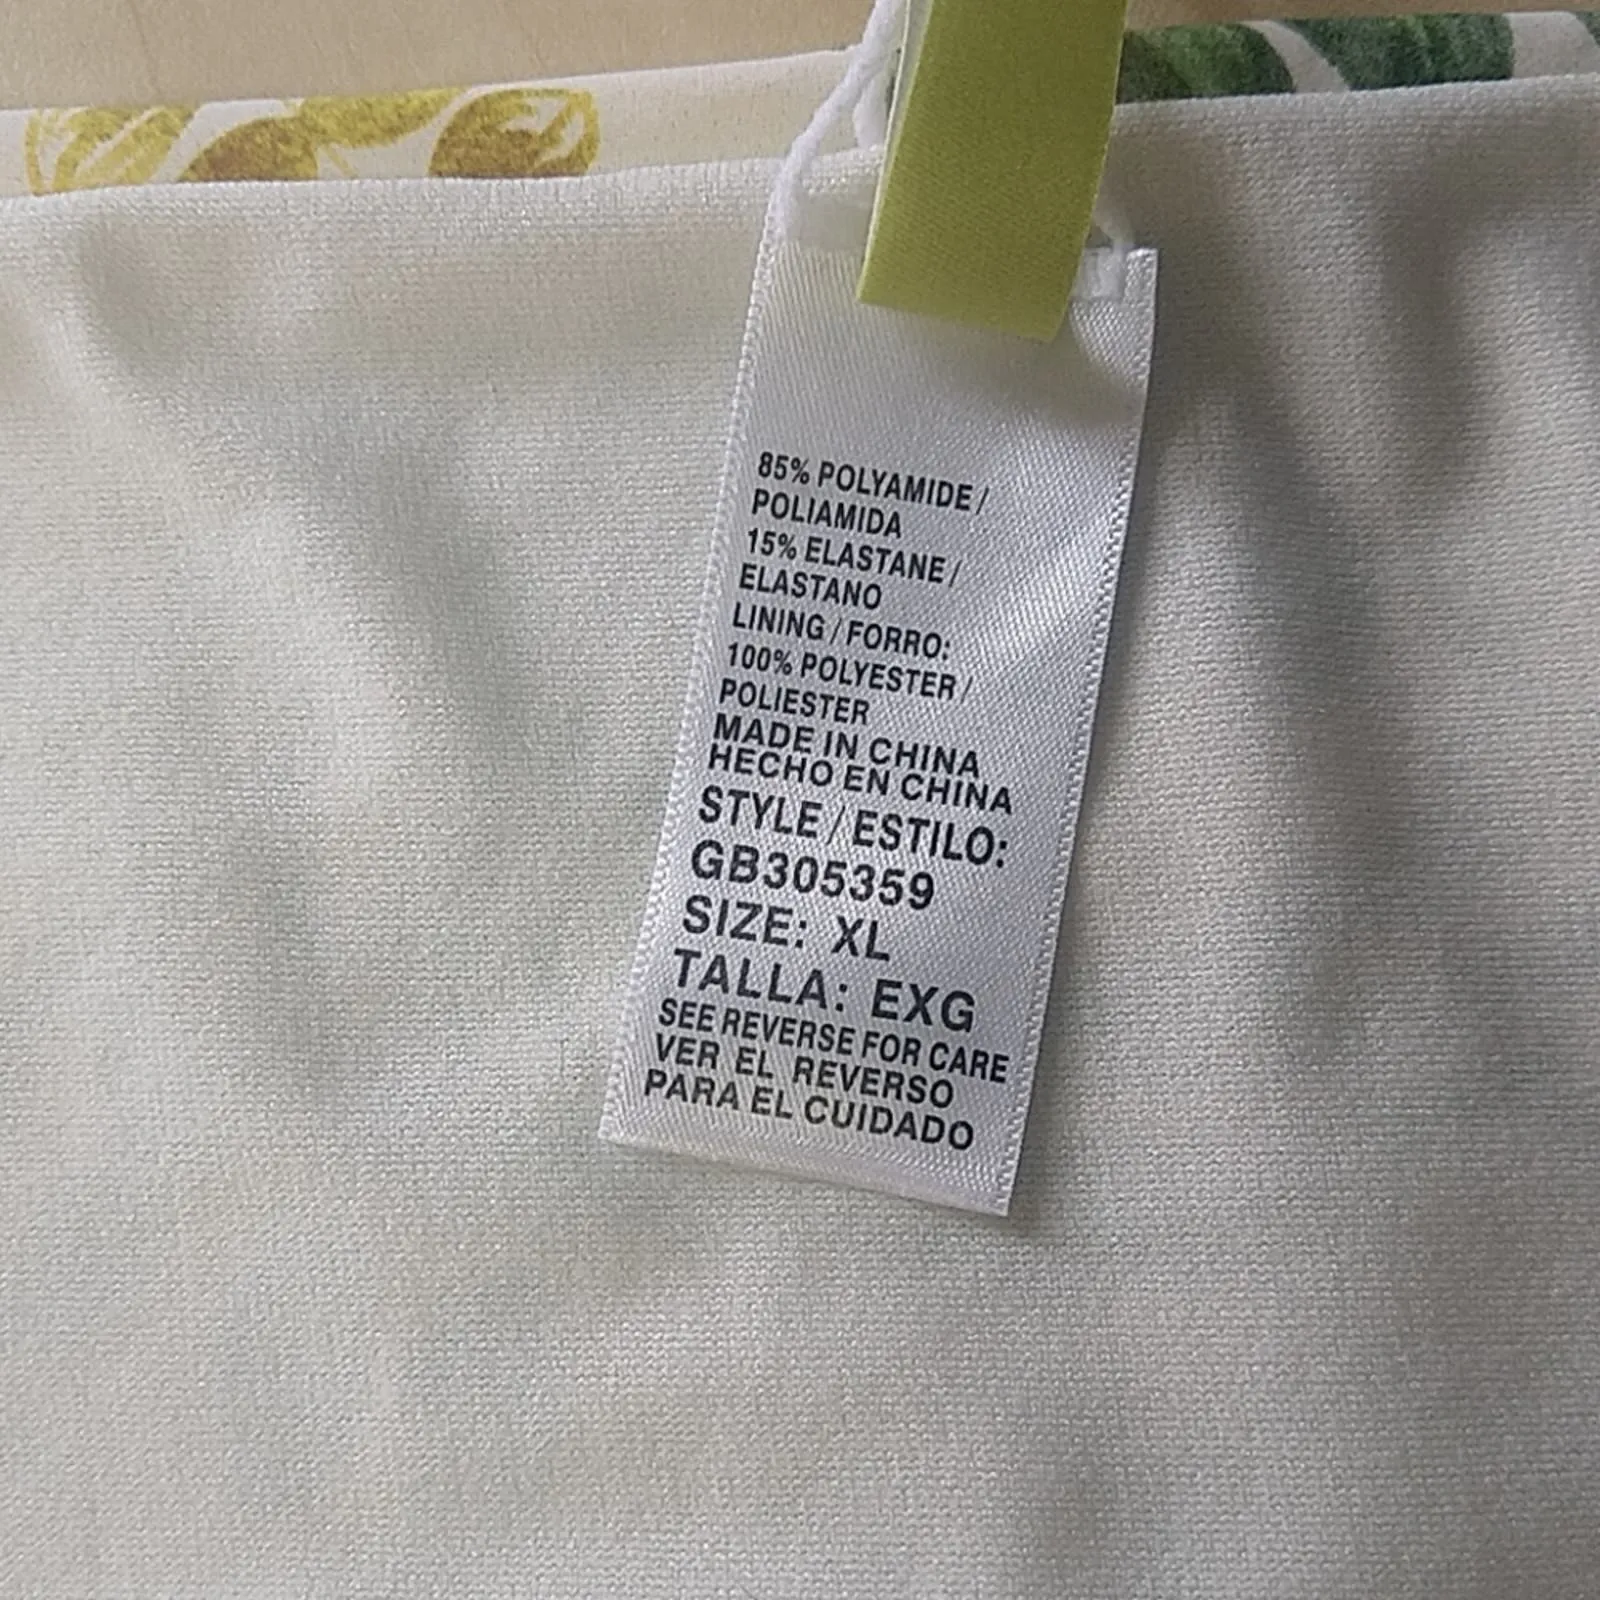 85% POLYAMIDE /
POLIAMIDA
15% ELASTANE /
ELASTANO
LINING / FORRO:
100% POLYESTER /
POLIESTER
MADE IN CHINA
HECHO EN CHINA
STYLE / ESTILO:
GB305359
SIZE: XL
TALLA: EXG
SEE REVERSE FOR CARE
VER EL REVERSO
PARA EL CUIDADO